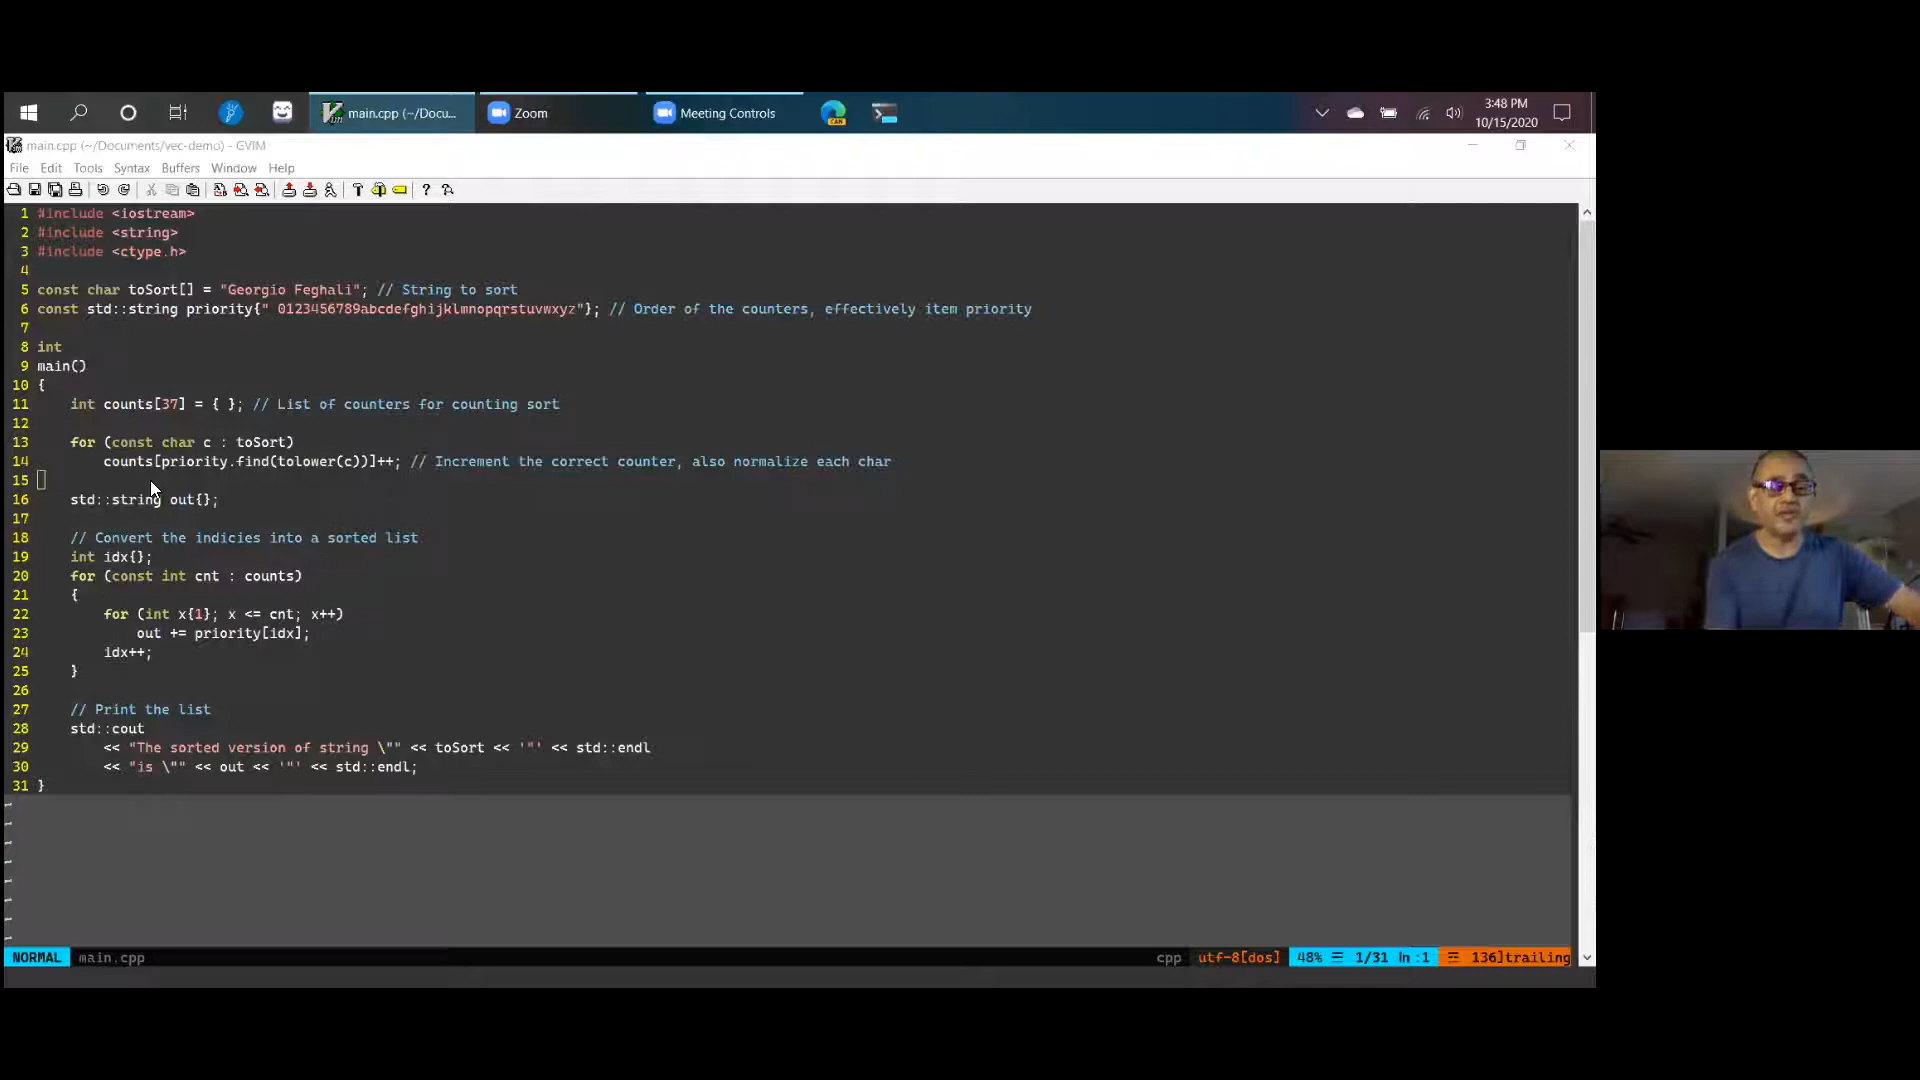 main.cpp (~/Docu...
Zoom
Meeting Controls
CAN
3:48 PM
10/15/2020
main.cpp (~/Documents/vec-demo) - GVIM
File Edit Tools Syntax Buffers Window Help
1 #include <iostream>
2 #include <string>
3 #include <ctype.h>
4
5 const char toSort[] = "Georgio Feghali"; // String to sort
6 const std::string priority{" 0123456789abcdefghijklmnopqrstuvwxyz"}; // Order of the counters, effectively item priority
7
8 int
9 main()
10 {
11 int counts[37] = { }; // List of counters for counting sort
12
13 for (const char c : toSort)
14 counts[priority.find(tolower(c))]++; // Increment the correct counter, also normalize each char
15
16 std::string out{};
17
18 // Convert the indicies into a sorted list
19 int idx{};
20 for (const int cnt : counts)
21 {
22 for (int x{1}; x <= cnt; x++)
23 out += priority[idx];
24 idx++;
25 }
26
27 // Print the list
28 std::cout
29 << "The sorted version of string \"" << toSort << '"' << std::endl
30 << "is \"" << out << '"' << std::endl;
31 }
~
~
~
~
~
~
~
~
NORMAL main.cpp cpp utf-8[dos] 48% ☰ 1/31 ln :1 ☲ 136]trailing